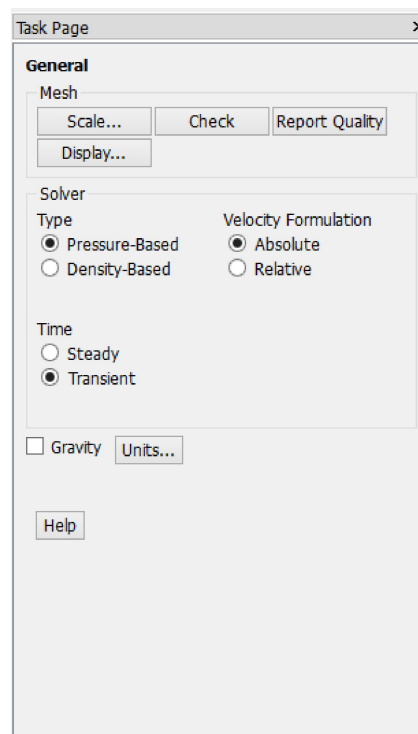 Task Page
General
Mesh
Scale...
Check
Report Quality
Display...
Solver
Type
Pressure-Based
Density-Based
Velocity Formulation
Absolute
Relative
Time
Steady
Transient
Gravity
Units...
Help